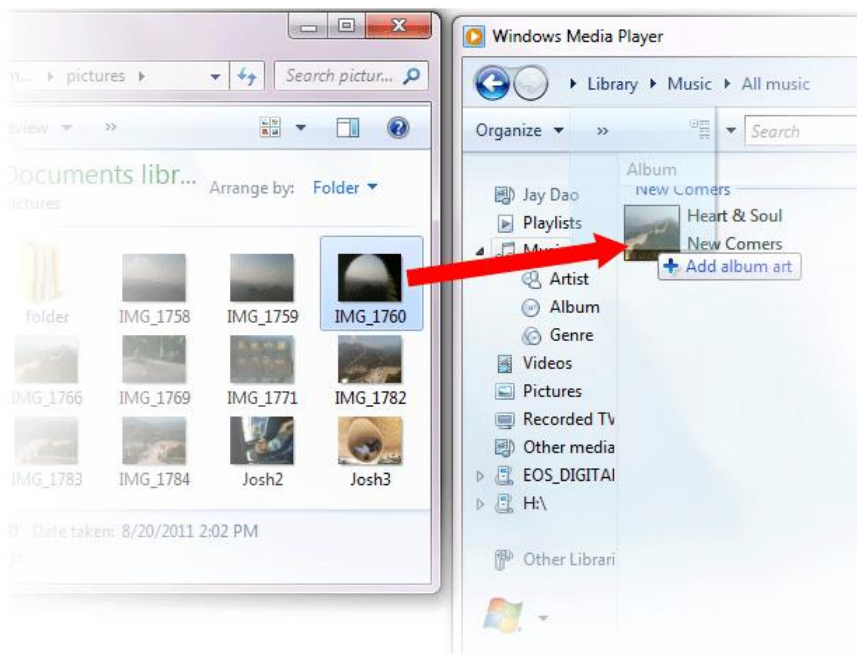 pictures
Search pictur...
»
Documents libr...
Arrange by: Folder
folder
IMG_1758
IMG_1759
IMG_1760
IMG_1766
IMG_1769
IMG_1771
IMG_1782
IMG_1783
IMG_1784
Josh2
Josh3
Date taken: 8/20/2011 2:02 PM
Windows Media Player
Library Music All music
Organize » Search
Album
New Comers
Heart & Soul
New Comers
+ Add album art
Jay Dao
Playlists
Music
Artist
Album
Genre
Videos
Pictures
Recorded TV
Other media
EOS_DIGITAL
H:\
Other Librari